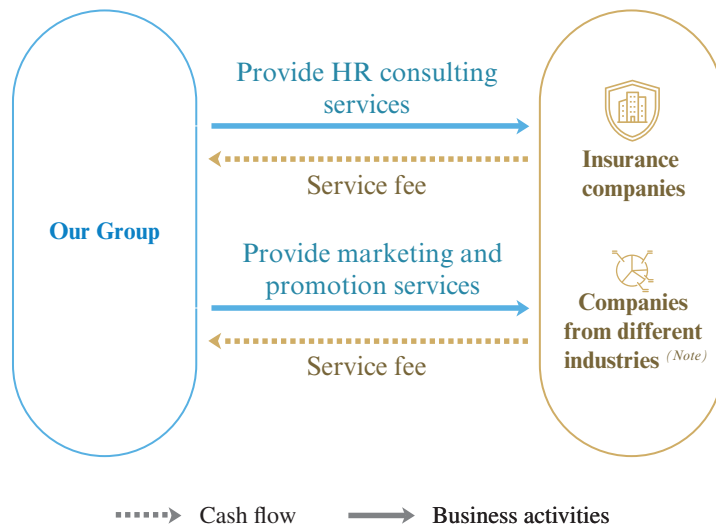 Provide HR consulting
services
Service fee
Our Group
Provide marketing and
promotion services
Service fee
Insurance
companies
Companies
from different
industries (Note)
Cash flow
Business activities